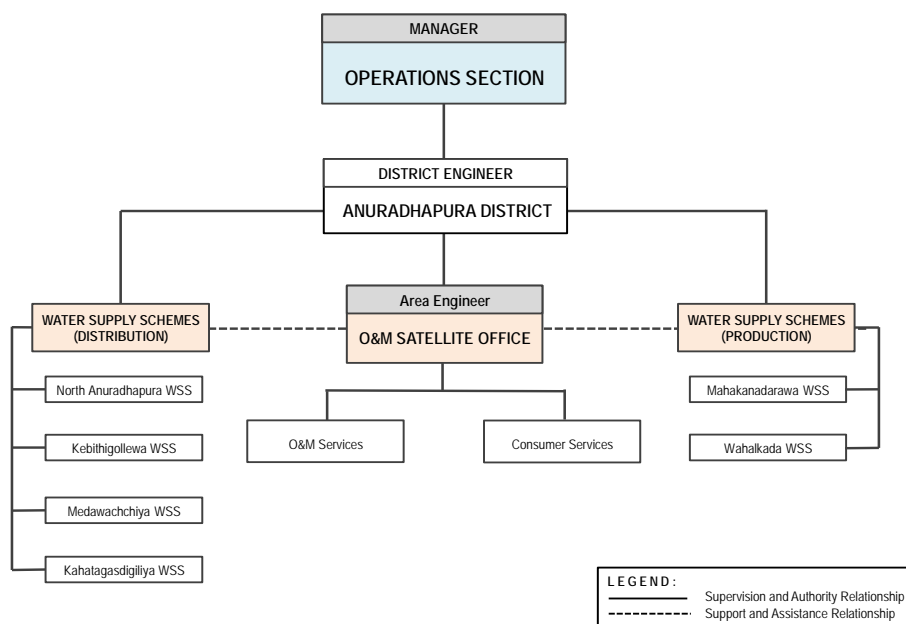 MANAGER
OPERATIONS SECTION
DISTRICT ENGINEER
ANURADHAPURA DISTRICT
WATER SUPPLY SCHEMES
(DISTRIBUTION)
Area Engineer
O&M SATELLITE OFFICE
WATER SUPPLY SCHEMES
(PRODUCTION)
North Anuradhapura WSS
Kebithigollewa WSS
Medawachchiya WSS
Kahatagasdigiliya WSS
O&M Services
Consumer Services
Mahakanadarawa WSS
Wahalkada WSS
LEGEND:
Supervision and Authority Relationship
Support and Assistance Relationship